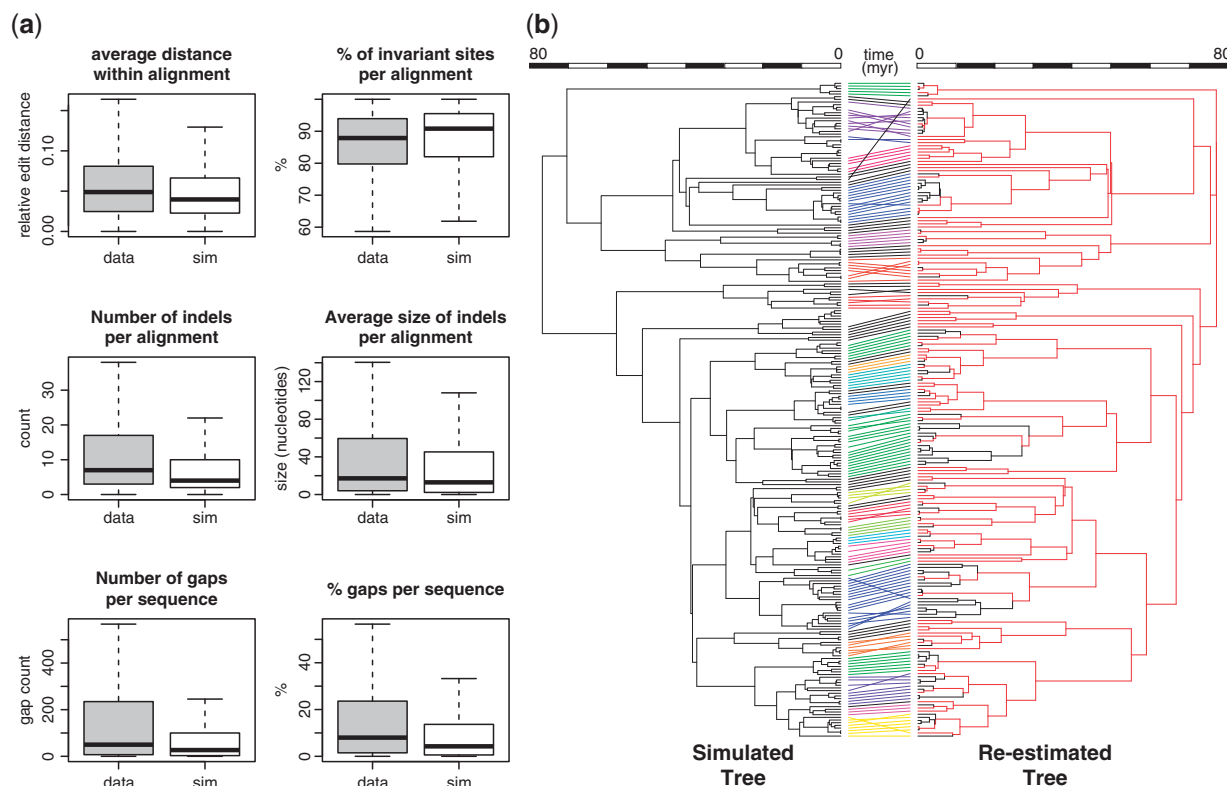 (a)
average distance
within alignment
relative edit distance
0.00
0.10
data
sim
% of invariant sites
per alignment
%
60
70
80
90
data
sim
Number of indels
per alignment
count
0
10
20
30
data
sim
Average size of indels
per alignment
size (nucleotides)
0
40
80
120
data
sim
Number of gaps
per sequence
gap count
0
200
400
data
sim
% gaps per sequence
%
0
20
40
data
sim
(b)
80
0
time
(myr)
0
80
Simulated
Tree
Re-estimated
Tree